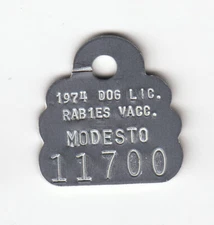 1974 DOG LIC.
RABIES VACC.
MODESTO
11700